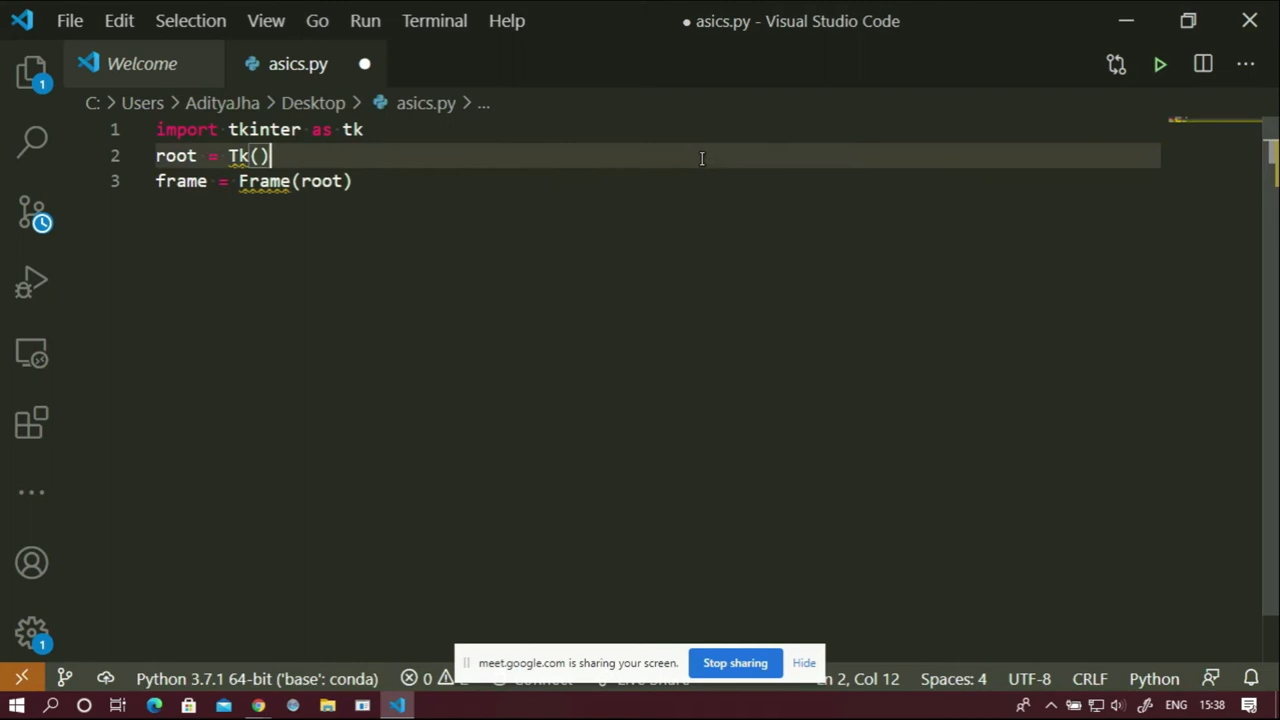 File Edit Selection View Go Run Terminal Help ● asics.py - Visual Studio Code
Welcome asics.py
C: > Users > AdityaJha > Desktop > asics.py > ...
1 import tkinter as tk
2 root = Tk()
3 frame = Frame(root)
1
1
meet.google.com is sharing your screen. Stop sharing Hide
Python 3.7.1 64-bit ('base': conda) 0 Ln 2, Col 12 Spaces: 4 UTF-8 CRLF Python
ENG 15:38